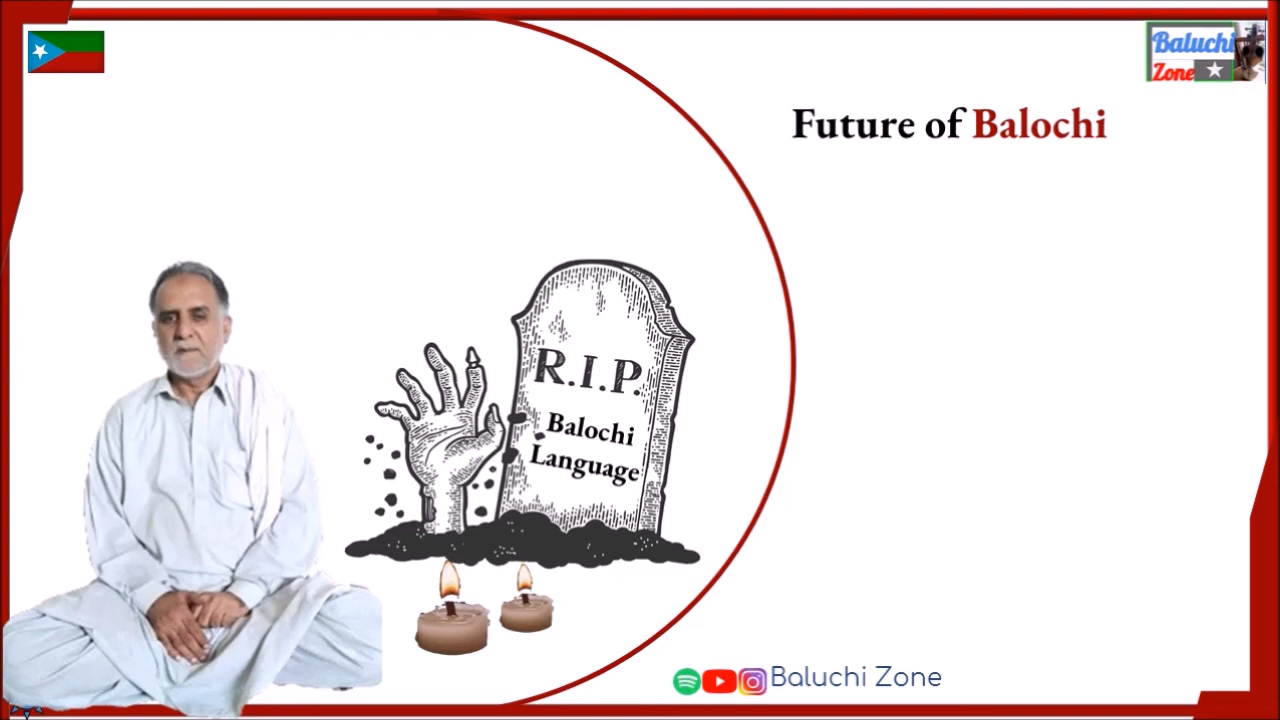 Baluchi
Zone
Future of Balochi
R.I.P.
Balochi
Language
Baluchi Zone